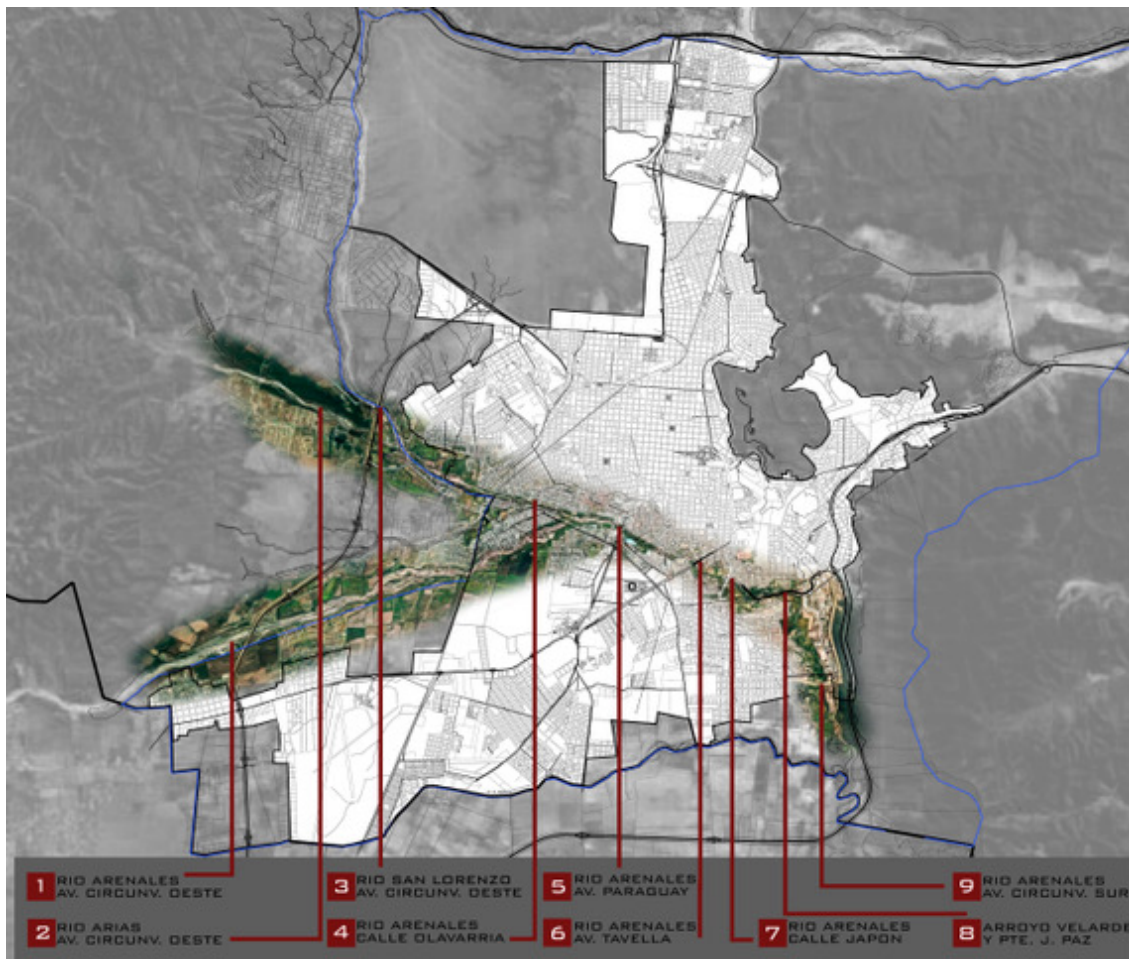 1 RIO ARENALES
AV. CIRCUNV. OESTE
2 RIO ARIAS
AV. CIRCUNV. OESTE
3 RIO SAN LORENZO
AV. CIRCUNV. OESTE
4 RIO ARENALES
CALLE OLAVARRIA
5 RIO ARENALES
AV. PARAGUAY
6 RIO ARENALES
AV. TAVELLA
7 RIO ARENALES
CALLE JAPON
9 RIO ARENALES
AV. CIRCUNV. SUR
8 ARROYO VELARDE
Y PTE. J. PAZ